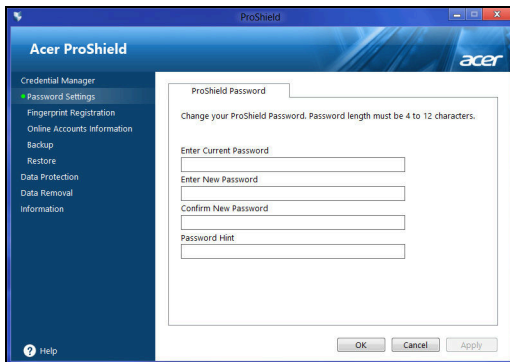 ProShield
Acer ProShield
acer
Credential Manager
Password Settings
Fingerprint Registration
Online Accounts Information
Backup
Restore
Data Protection
Data Removal
Information
Help
ProShield Password
Change your ProShield Password. Password length must be 4 to 12 characters.
Enter Current Password
Enter New Password
Confirm New Password
Password Hint
OK Cancel Apply